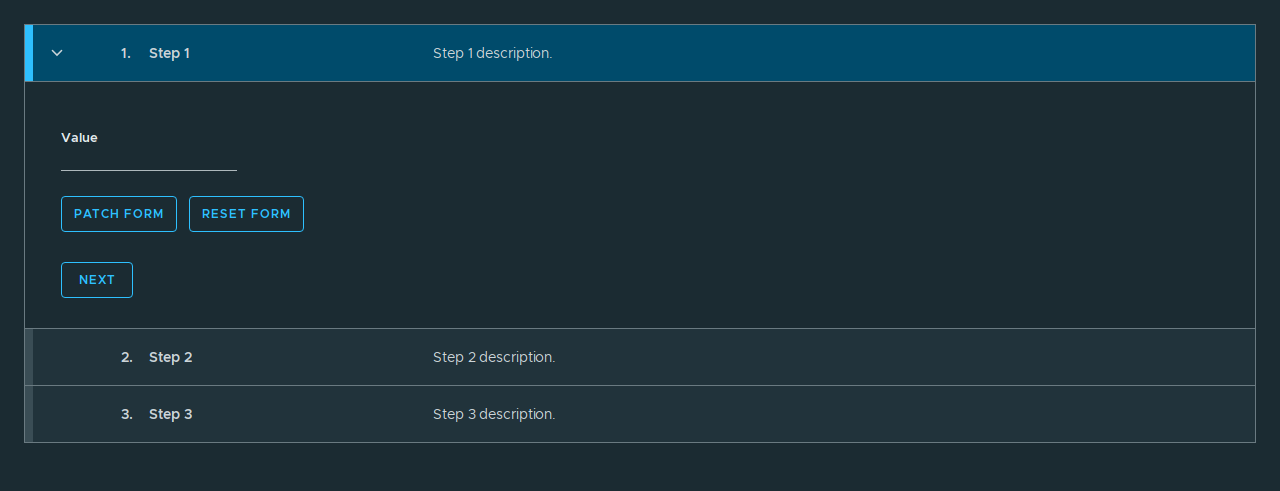 1. Step 1 Step 1 description.
Value
PATCH FORM RESET FORM
NEXT
2. Step 2 Step 2 description.
3. Step 3 Step 3 description.